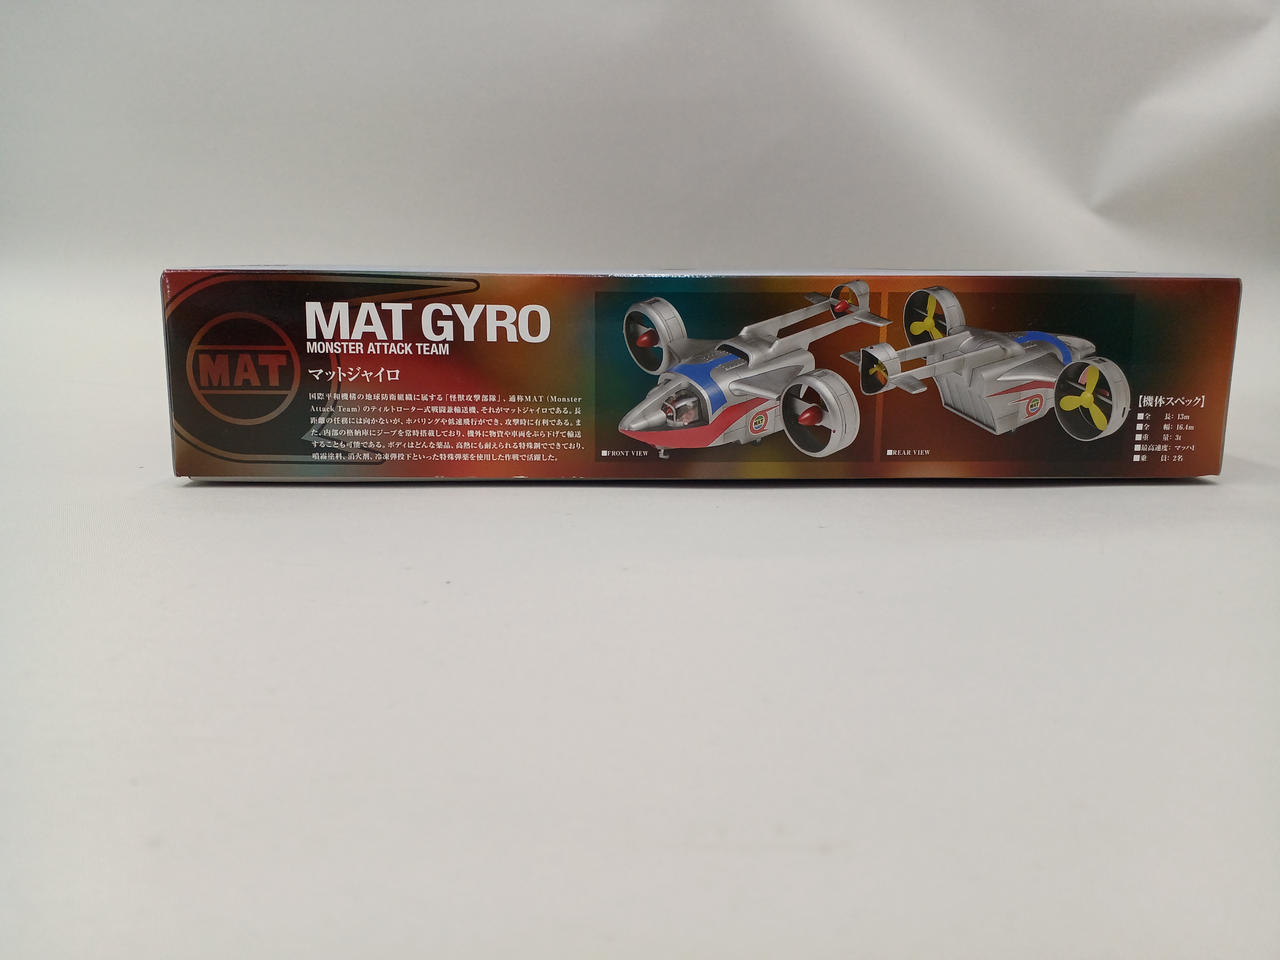 MAT
MAT GYRO
MONSTER ATTACK TEAM
マットジャイロ
国際平和機構の地球防衛組織に属する「怪獣攻撃部隊」、通称MAT（Monster
Attack Team）のティルトローター式戦闘兼輸送機、それがマットジャイロである。長
距離の任務には向かないが、ホバリングや低速飛行ができ、攻撃時に有利である。ま
た、内部の格納庫にジープを常時搭載しており、機外に物資や車両をぶら下げて輸送
することも可能である。ボディはどんな薬品、高熱にも耐えられる特殊鋼でできており、
噴霧塗料、消火剤、冷凍弾投下といった特殊弾薬を使用した作戦で活躍した。
■FRONT VIEW
■REAR VIEW
【機体スペック】
■全　長：13m
■全　幅：16.4m
■重　量：3t
■最高速度：マッハ1
■乗　員：2名
MAT